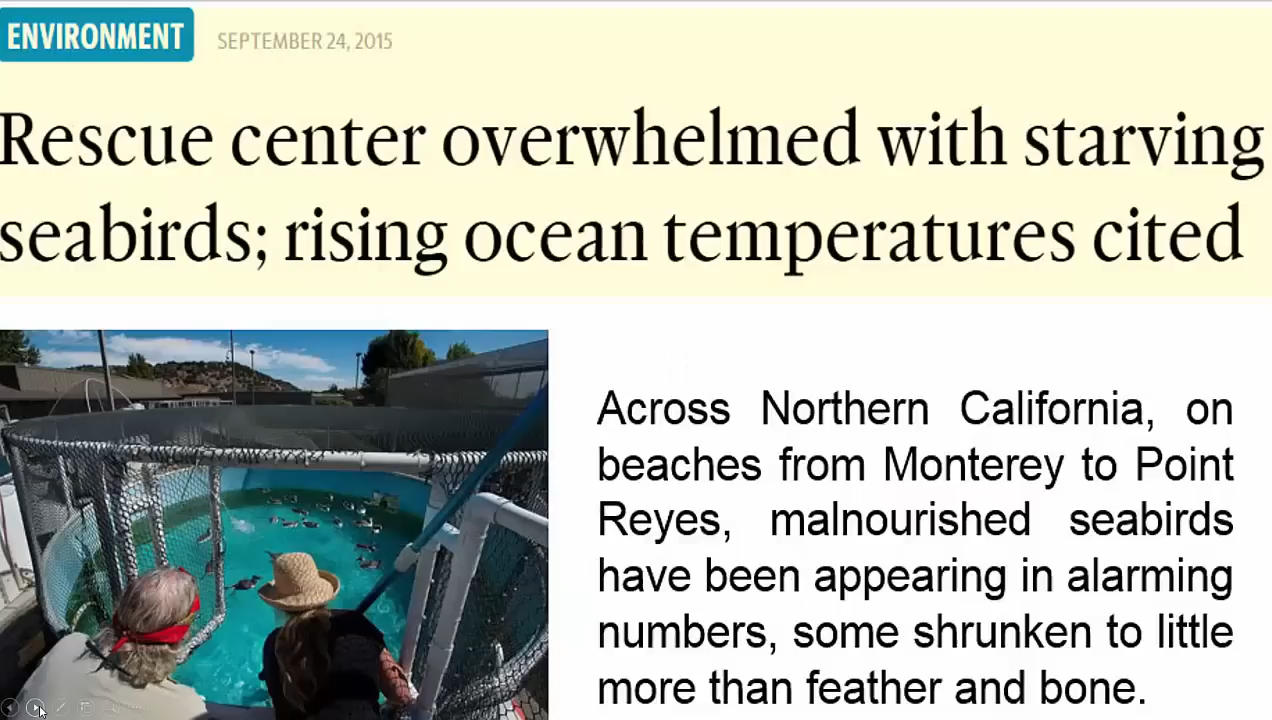 ENVIRONMENT
SEPTEMBER 24, 2015
Rescue center overwhelmed with starving
seabirds; rising ocean temperatures cited
Across Northern California, on
beaches from Monterey to Point
Reyes, malnourished seabirds
have been appearing in alarming
numbers, some shrunken to little
more than feather and bone.